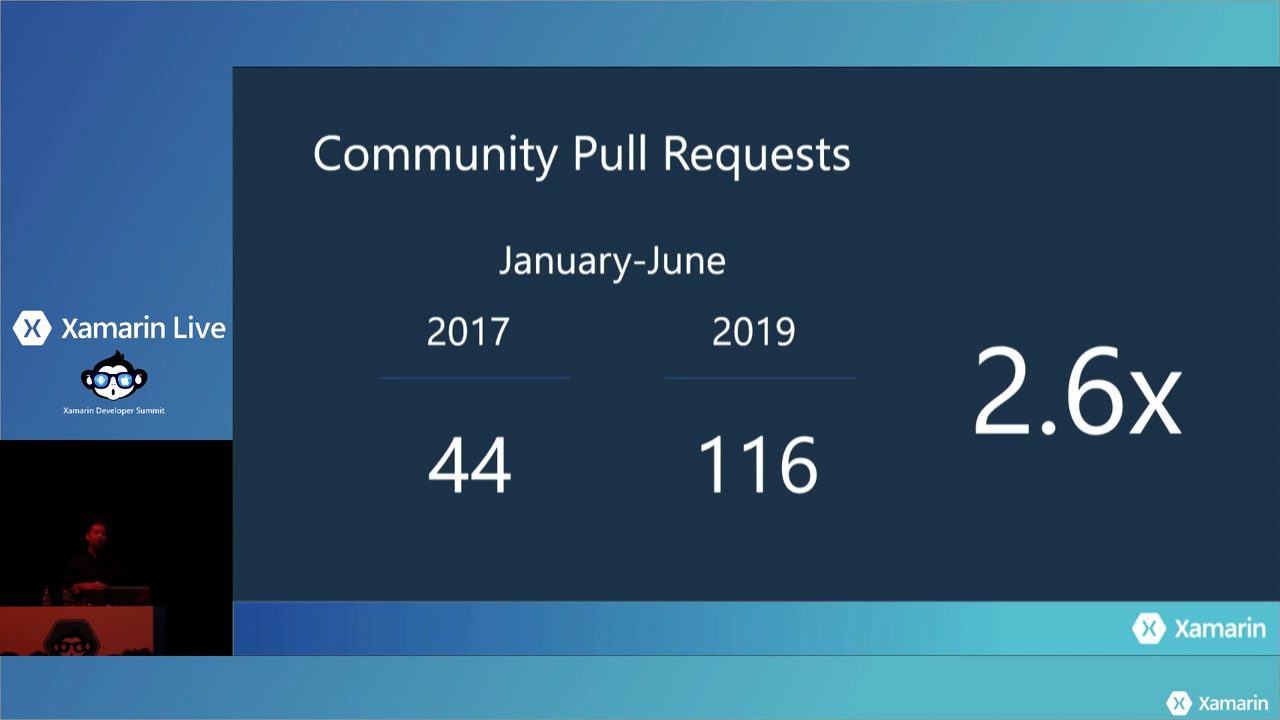 Community Pull Requests
January-June
2017
2019
2.6x
44
116
Xamarin Live
Xamarin Developer Summit
Xamarin
Xamarin